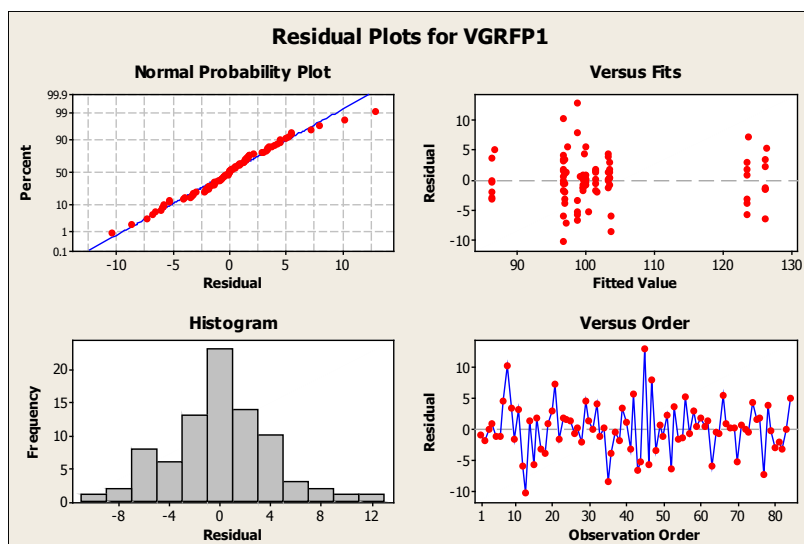 Residual Plots for VGRFP1
Normal Probability Plot
99.9
99
90
50
10
1
0.1
Percent
-10 -5 0 5 10
Residual
Versus Fits
10
5
0
-5
-10
Residual
90 100 110 120 130
Fitted Value
Histogram
20
15
10
5
0
Frequency
-8 -4 0 4 8 12
Residual
Versus Order
10
5
0
-5
-10
Residual
1 10 20 30 40 50 60 70 80
Observation Order